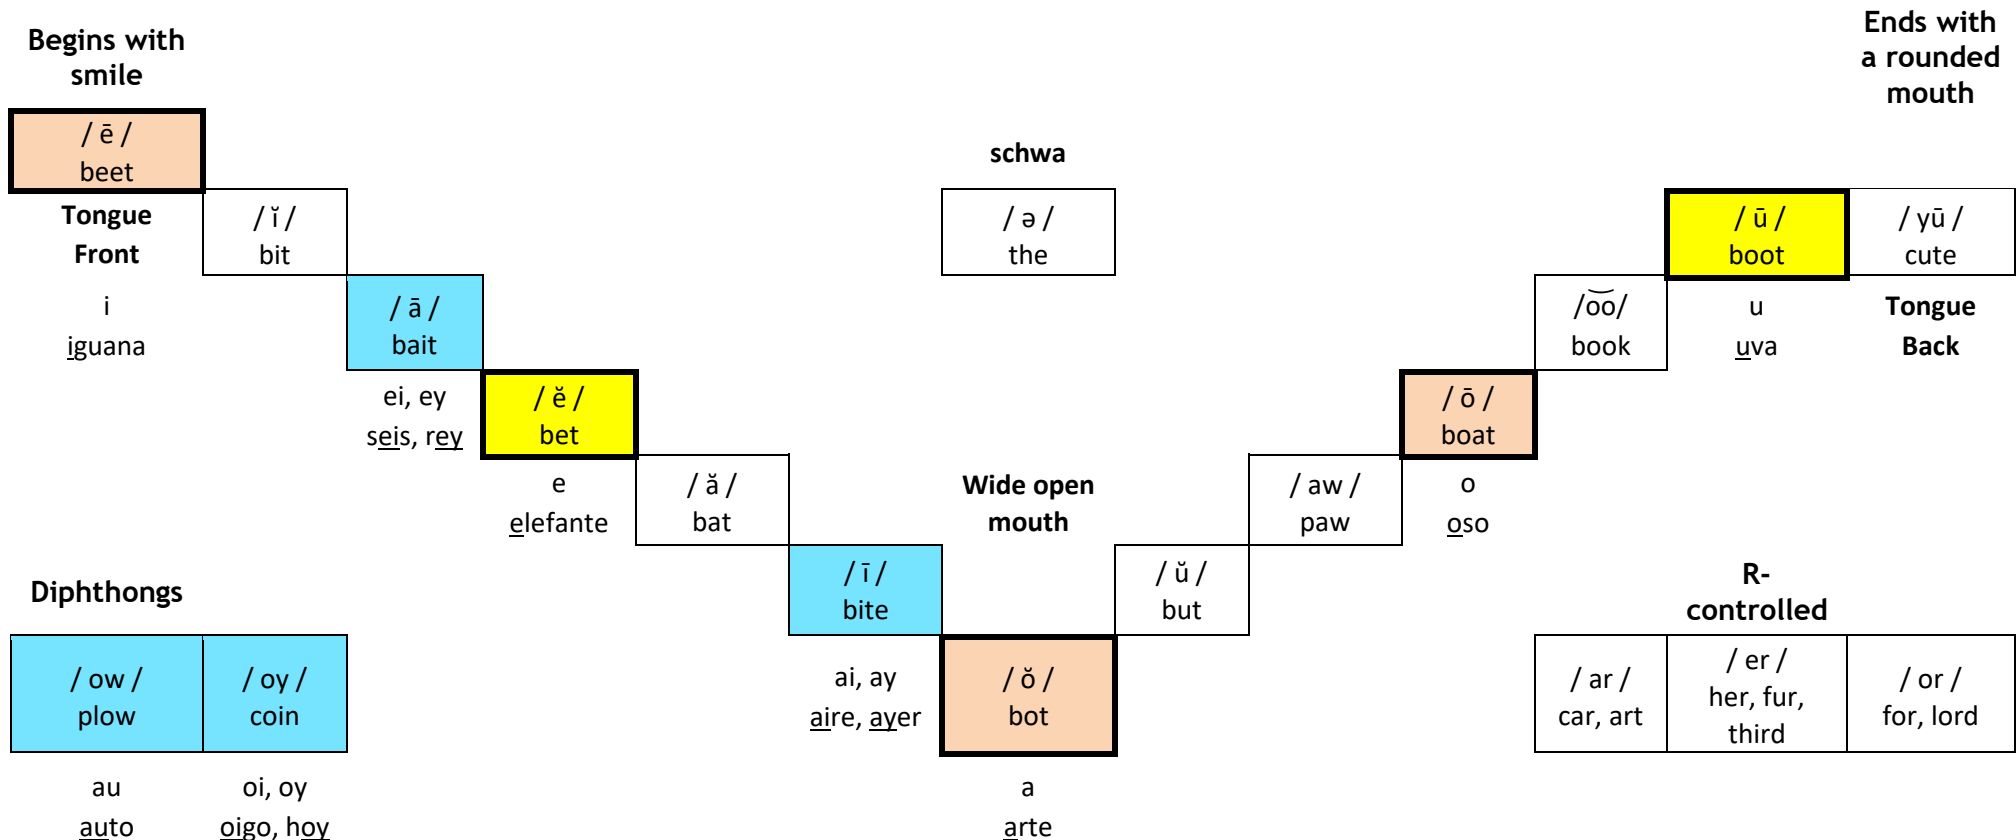 Begins with
smile
Ends with
a rounded
mouth
/ ē /
beet
schwa
Tongue
Front
/ ĭ /
bit
/ ə /
the
/ ū /
boot
/ yū /
cute
i
iguana
/ ā /
bait
/o͝o/
book
u
uva
Tongue
Back
ei, ey
seis, rey
/ ĕ /
bet
/ ō /
boat
e
elefante
/ ă /
bat
Wide open
mouth
/ aw /
paw
o
oso
Diphthongs
/ ī /
bite
/ ŭ /
but
R-
controlled
/ ow /
plow
/ oy /
coin
ai, ay
aire, ayer
/ ŏ /
bot
/ ar /
car, art
/ er /
her, fur,
third
/ or /
for, lord
au
auto
oi, oy
oigo, hoy
a
arte